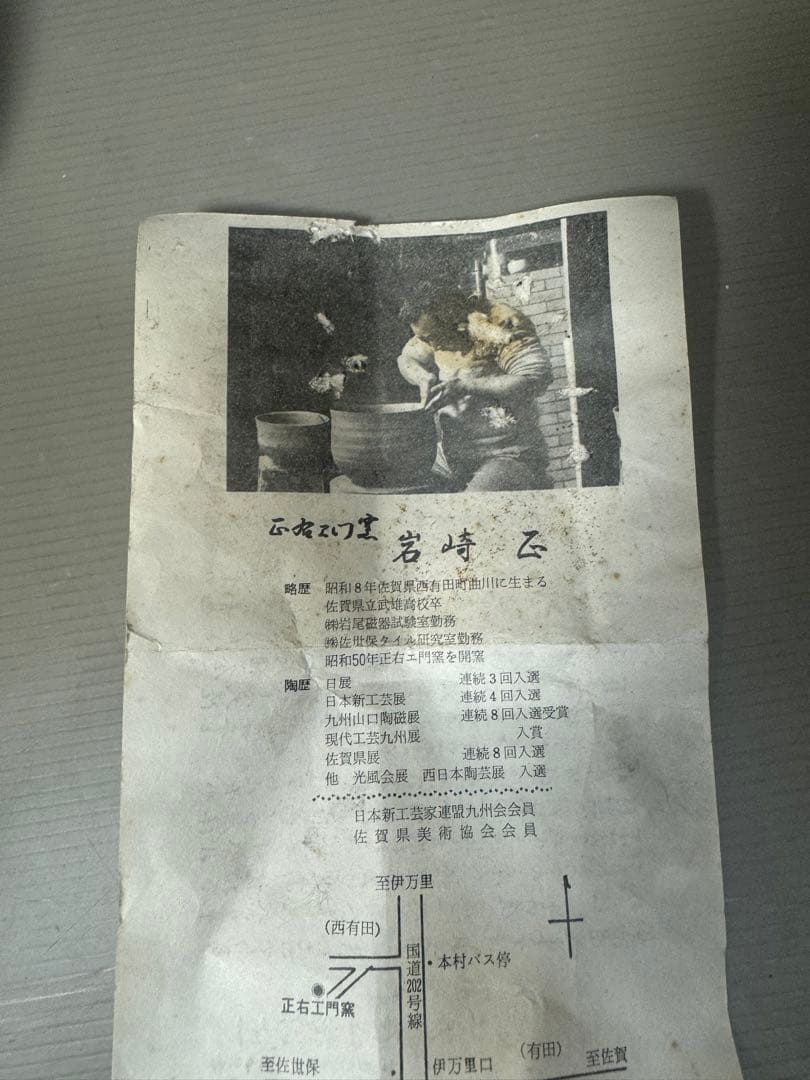 正右エ門窯 岩崎 正
略歴 昭和8年佐賀県西有田町曲川に生まる
佐賀県立武雄高校卒
㈱岩尾磁器試験室勤務
㈱佐世保タイル研究室勤務
昭和50年正右エ門窯を開窯
陶歴 日展 連続3回入選
日本新工芸展 連続4回入選
九州山口陶磁展 連続8回入選受賞
現代工芸九州展 入賞
佐賀県展 連続8回入選
他 光風会展 西日本陶芸展 入選
日本新工芸家連盟九州会会員
佐賀県美術協会会員
至伊万里
(西有田)
国道202号線
・本村バス停
正右エ門窯
(有田)
至佐世保
伊万里口
至佐賀